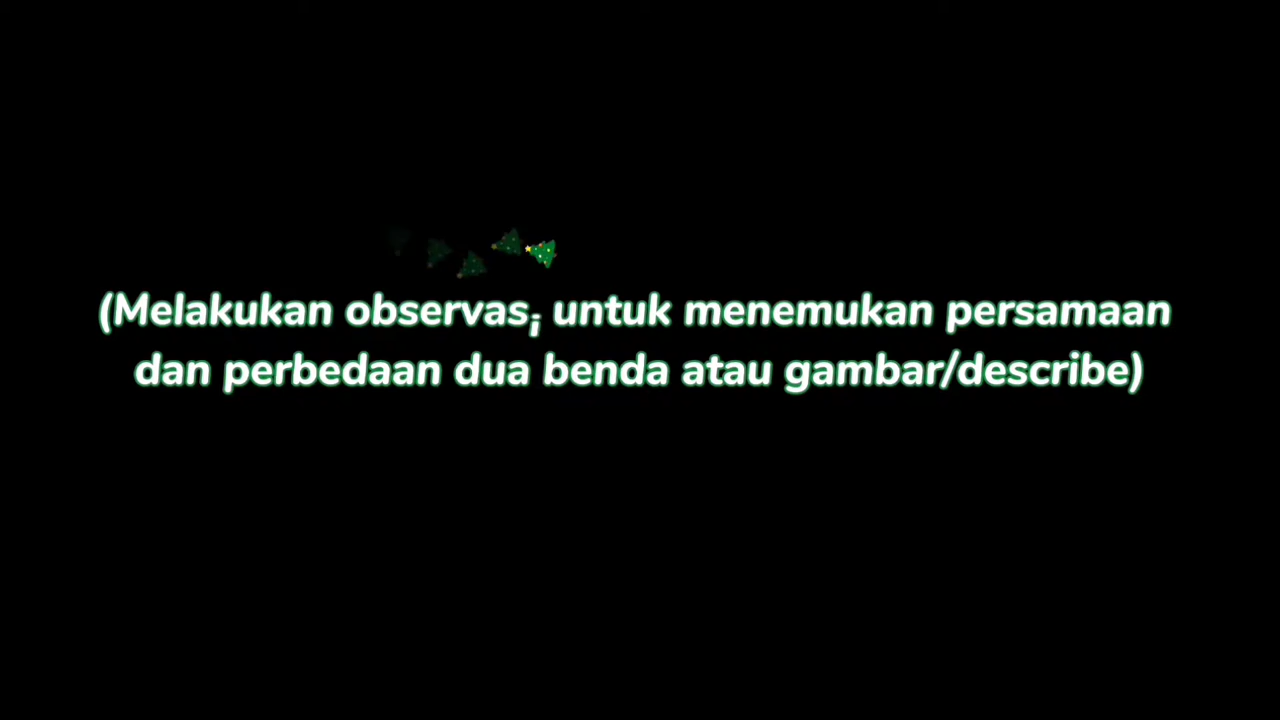 (Melakukan observasi untuk menemukan persamaan
dan perbedaan dua benda atau gambar/describe)